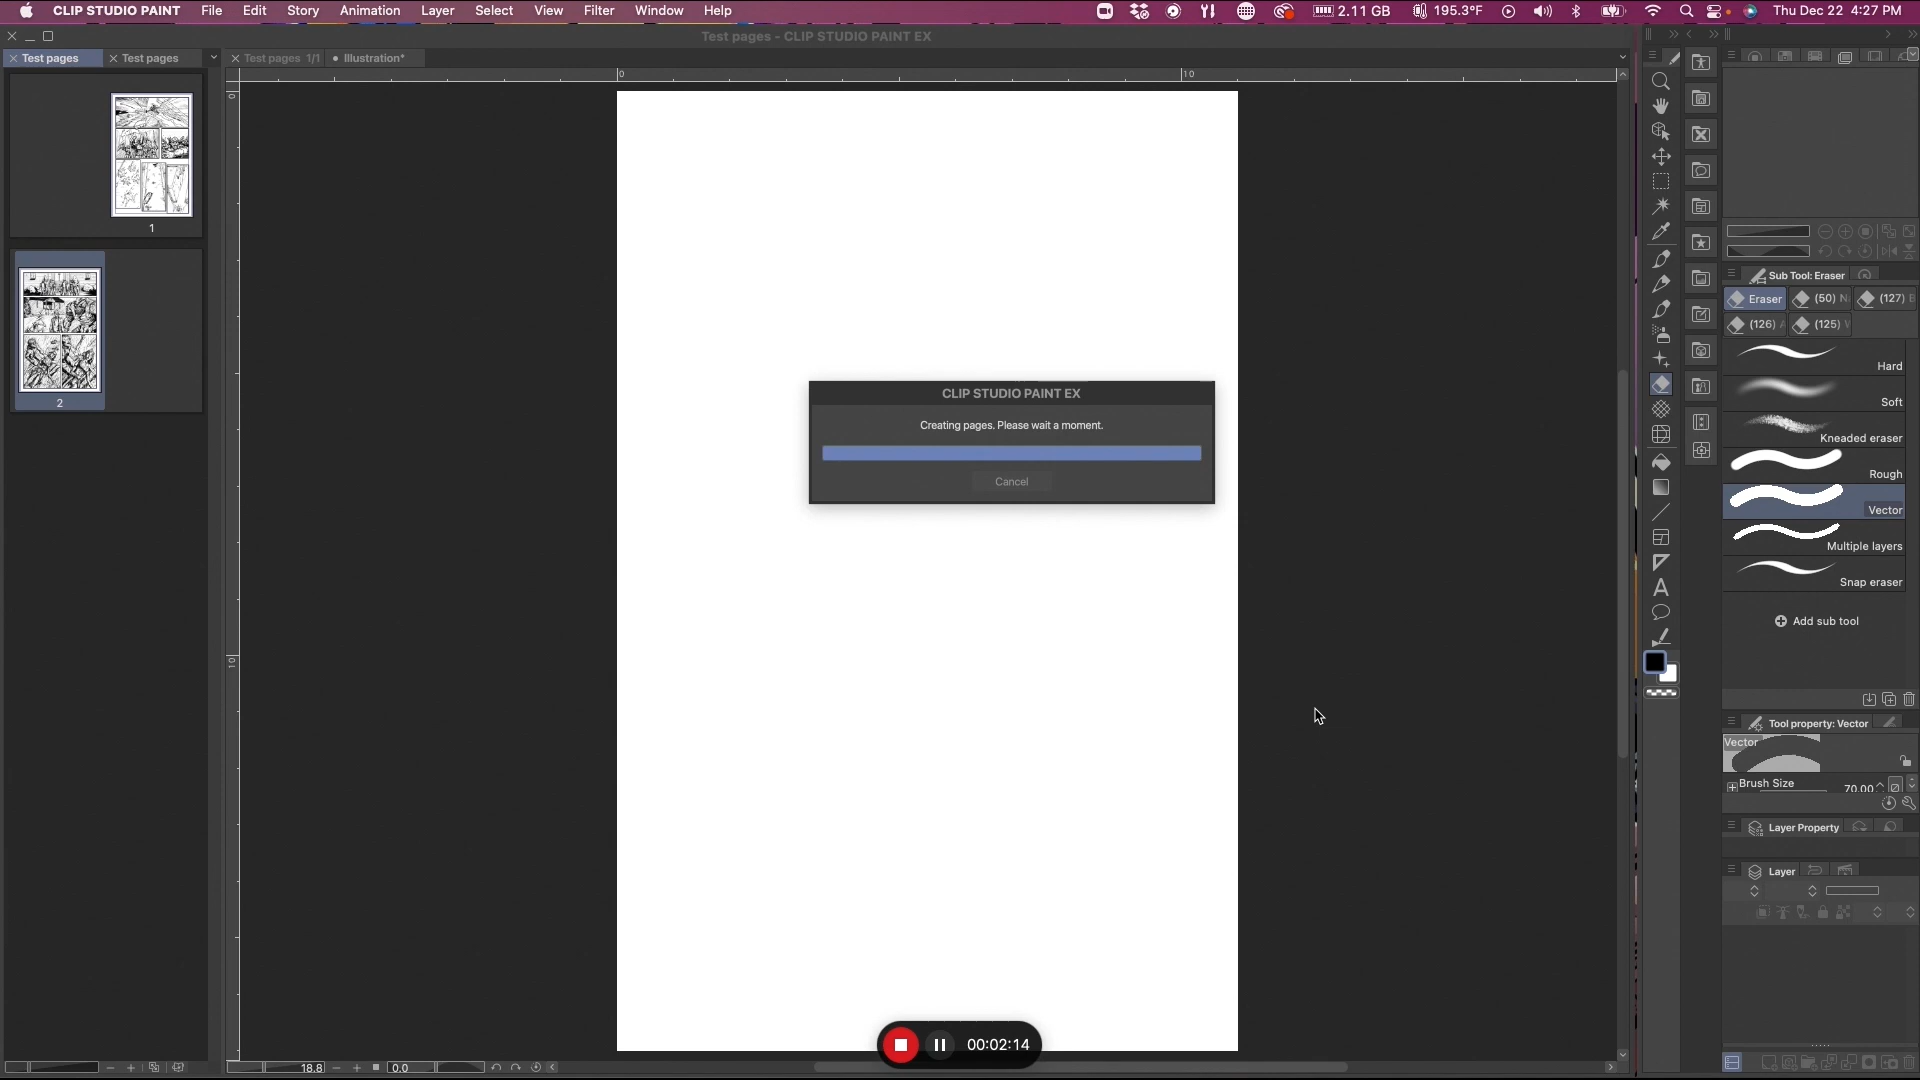 CLIP STUDIO PAINT File Edit Story Animation Layer Select View Filter Window Help 2.11 GB 195.3°F Thu Dec 22 4:27 PM
Test pages - CLIP STUDIO PAINT EX
Test pages Test pages Test pages 1/1 Illustration*
0 10
0
10
1
2
CLIP STUDIO PAINT EX
Creating pages. Please wait a moment.
Cancel
Sub Tool: Eraser
Eraser (50) N (127)
(126) (125)
Hard
Soft
Kneaded eraser
Rough
Vector
Multiple layers
Snap eraser
Add sub tool
Tool property: Vector
Vector
Brush Size 70.00
Layer Property
Layer
00:02:14
18.8 0.0